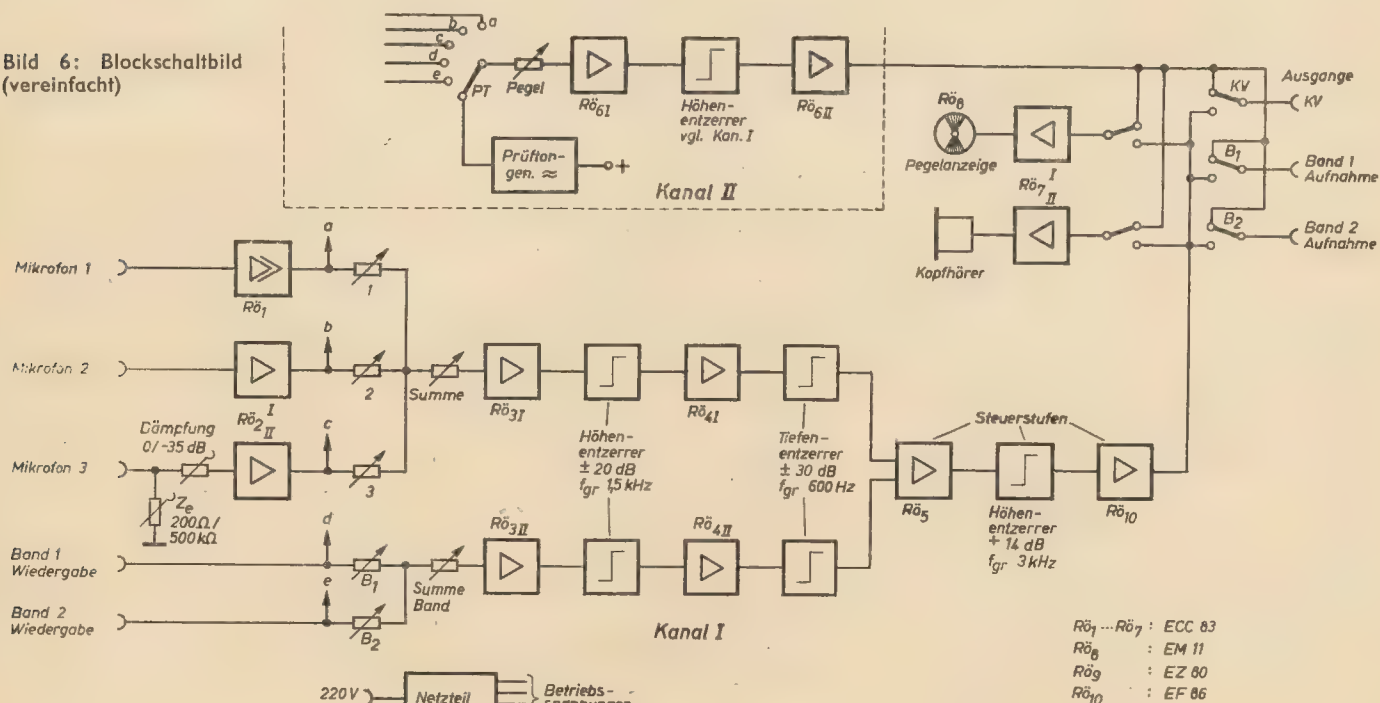 Bild 6: Blockschaltbild
(vereinfacht)
a
b
c
d
e
PT
Pegel
Rö6I
Höhen-
entzerrer
vgl. Kan. I
Rö6II
Prüfton-
gen. ≈
+
Kanal II
Rö8
Pegelanzeige
I
Rö7
II
Kopfhörer
KV
Ausgänge
KV
B1
Band 1
Aufnahme
B2
Band 2
Aufnahme
Mikrofon 1
Rö1
a
1
Mikrofon 2
b
2
Rö2 I
II
Summe
Rö3I
Höhen-
entzerrer
± 20 dB
fgr 1,5 kHz
Rö4I
Tiefen-
entzerrer
± 30 dB
fgr 600 Hz
Dämpfung
0/-35 dB
Mikrofon 3
c
3
Ze
200Ω/
500kΩ
Steuerstufen
Rö5
Höhen-
entzerrer
+ 14 dB
fgr 3 kHz
Rö10
Band 1
Wiedergabe
d
B1
Summe
Band
Rö3II
Rö4II
Band 2
Wiedergabe
e
B2
Kanal I
Rö1 ... Rö7 : ECC 83
Rö8 : EM 11
Rö9 : EZ 80
Rö10 : EF 86
220V
Netzteil
Betriebs-